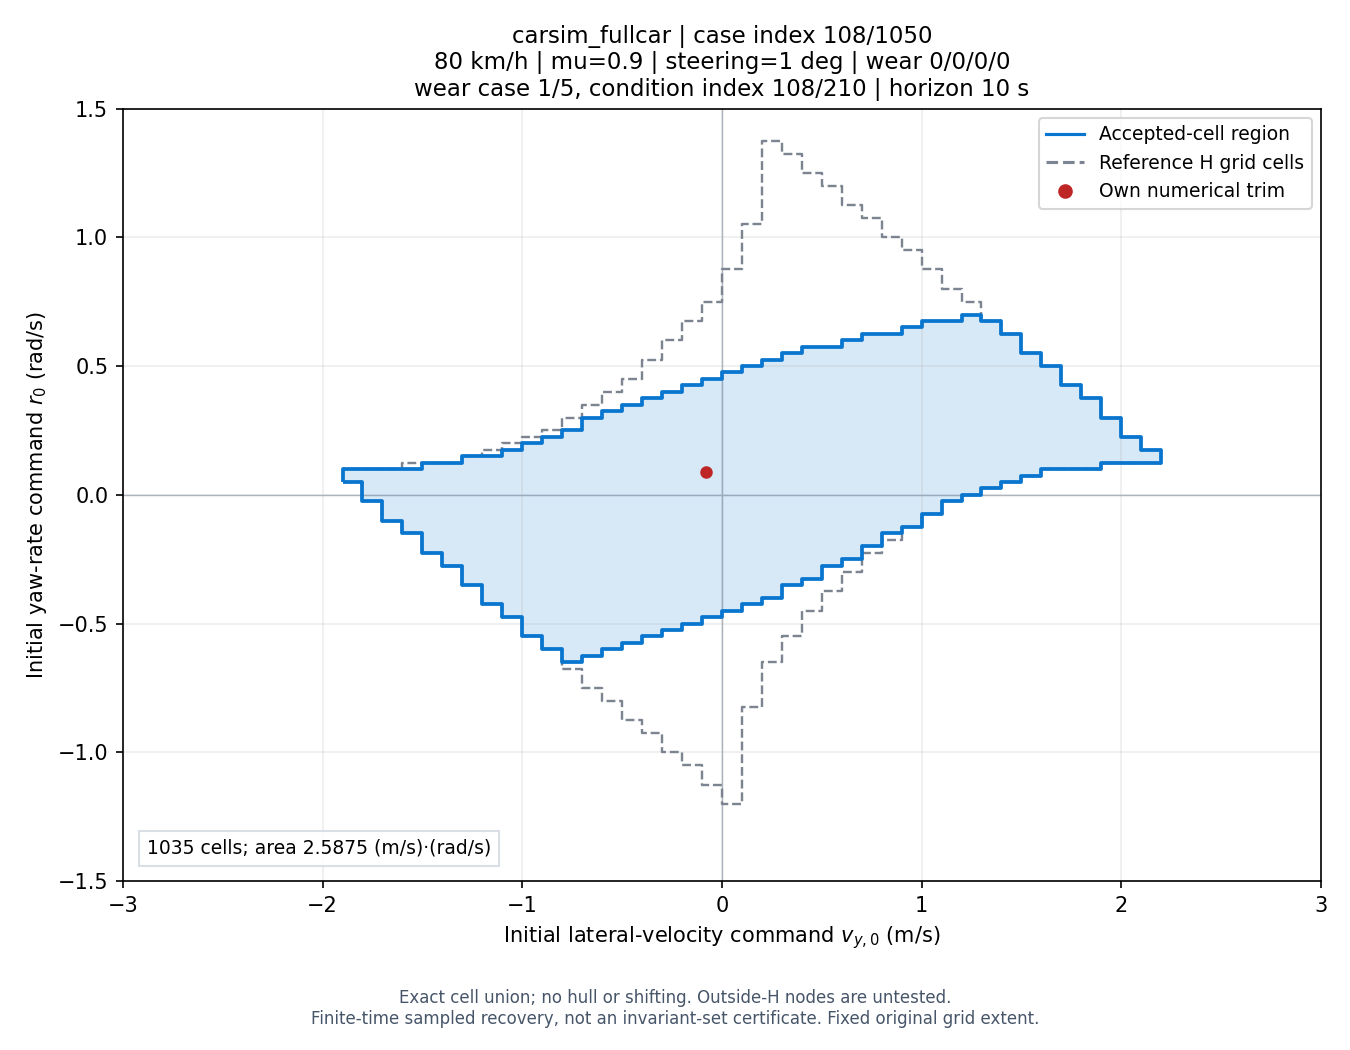 carsim_fullcar | case index 108/1050
80 km/h | mu=0.9 | steering=1 deg | wear 0/0/0/0
wear case 1/5, condition index 108/210 | horizon 10 s
Accepted-cell region
Reference H grid cells
Own numerical trim
1.5
1.0
0.5
0.0
−0.5
−1.0
−1.5
Initial yaw-rate command r₀ (rad/s)
1035 cells; area 2.5875 (m/s)·(rad/s)
−3
−2
−1
0
1
2
3
Initial lateral-velocity command v_{y,0} (m/s)
Exact cell union; no hull or shifting. Outside-H nodes are untested.
Finite-time sampled recovery, not an invariant-set certificate. Fixed original grid extent.